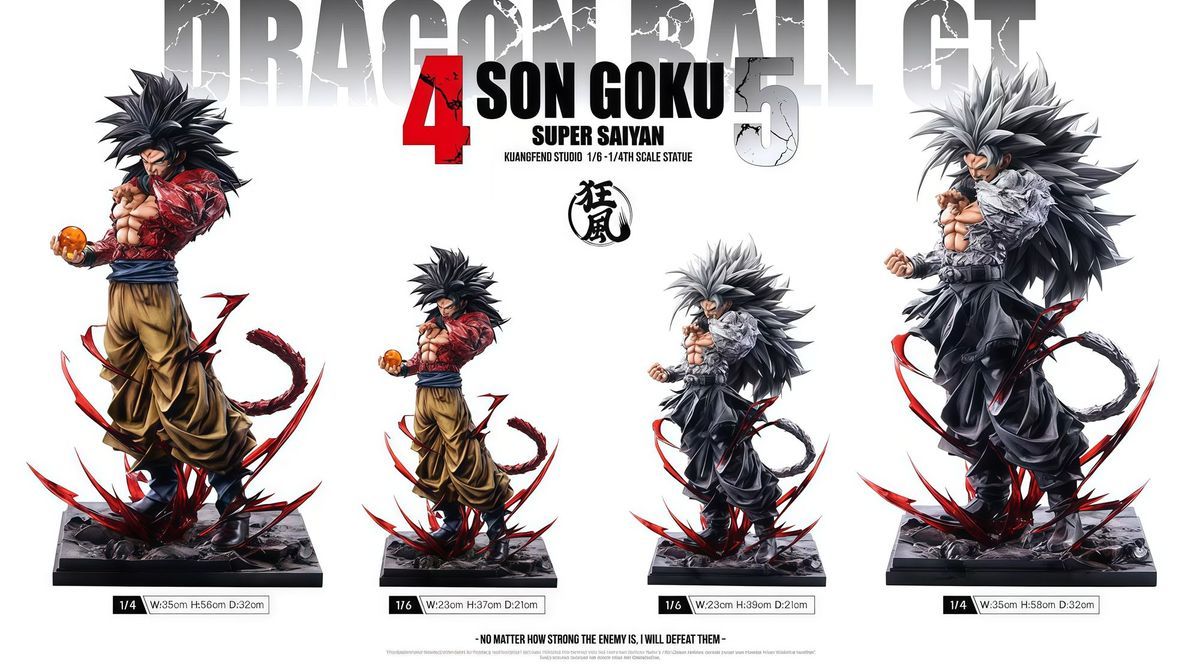 DRAGON BALL GT
4 SON GOKU 5
SUPER SAIYAN
KUANGFEND STUDIO 1/6 -1/4TH SCALE STATUE
狂風
1/4 W:35cm H:56cm D:32cm
1/6 W:23cm H:37cm D:21cm
1/6 W:23cm H:39cm D:21cm
1/4 W:35cm H:58cm D:32cm
- NO MATTER HOW STRONG THE ENEMY IS, I WILL DEFEAT THEM -